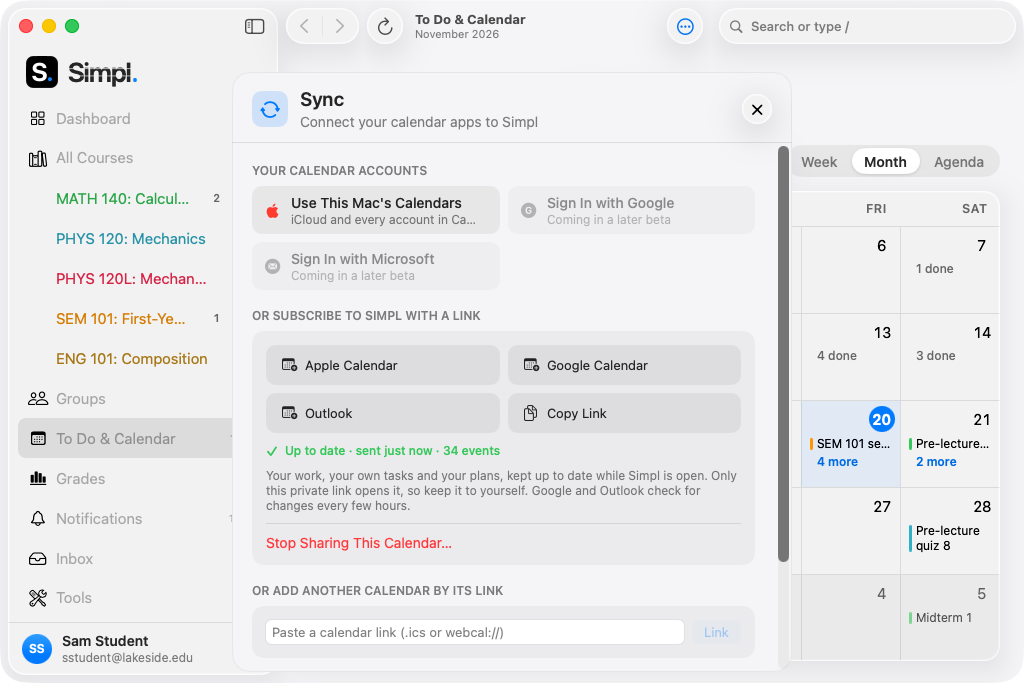 To Do & Calendar
November 2026
Search or type /
S.
Simpl.
Dashboard
All Courses
MATH 140: Calcul... 2
PHYS 120: Mechanics
PHYS 120L: Mechan...
SEM 101: First-Ye... 1
ENG 101: Composition
Groups
To Do & Calendar
Grades
Notifications
Inbox
Tools
SS
Sam Student
sstudent@lakeside.edu
Sync
Connect your calendar apps to Simpl
YOUR CALENDAR ACCOUNTS
Use This Mac's Calendars
iCloud and every account in Ca...
G
Sign In with Google
Coming in a later beta
Sign In with Microsoft
Coming in a later beta
OR SUBSCRIBE TO SIMPL WITH A LINK
Apple Calendar
Google Calendar
Outlook
Copy Link
Up to date · sent just now · 34 events
Your work, your own tasks and your plans, kept up to date while Simpl is open. Only
this private link opens it, so keep it to yourself. Google and Outlook check for
changes every few hours.
Stop Sharing This Calendar...
OR ADD ANOTHER CALENDAR BY ITS LINK
Paste a calendar link (.ics or webcal://)
Link
Week Month Agenda
FRI SAT
6 7
1 done
13 14
4 done 3 done
20 21
SEM 101 se... Pre-lecture...
4 more 2 more
27 28
Pre-lecture
quiz 8
4 5
Midterm 1